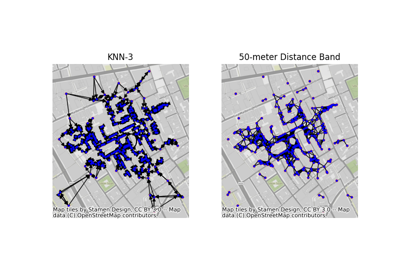 KNN-3
50-meter Distance Band
Map tiles by Stamen Design, CC BY 3.0 -- Map
data (C) OpenStreetMap contributors
Map tiles by Stamen Design, CC BY 3.0 -- Map
data (C) OpenStreetMap contributors